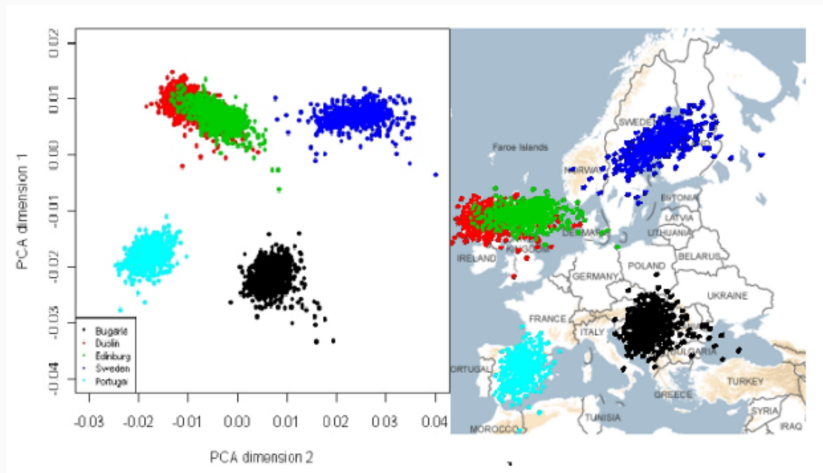 0.02
0.01
0.00
-0.01
-0.02
-0.03
-0.04
PCA dimension 1
Bugaria
Dublin
Edinburg
Sweden
Portugal
-0.03 -0.02 -0.01 0.00 0.01 0.02 0.03 0.04
PCA dimension 2
SWEDEN
Faroe Islands
NORWAY
ESTONIA
LATVIA
DENMARK
LITHUANIA
IRELAND
BELARUS
POLAND
GERMANY
UKRAINE
FRANCE
ITALY
BULGARIA
ORTUGAL
TURKEY
GREECE
SYRIA
TUNISIA
MOROCCO
IRAQ